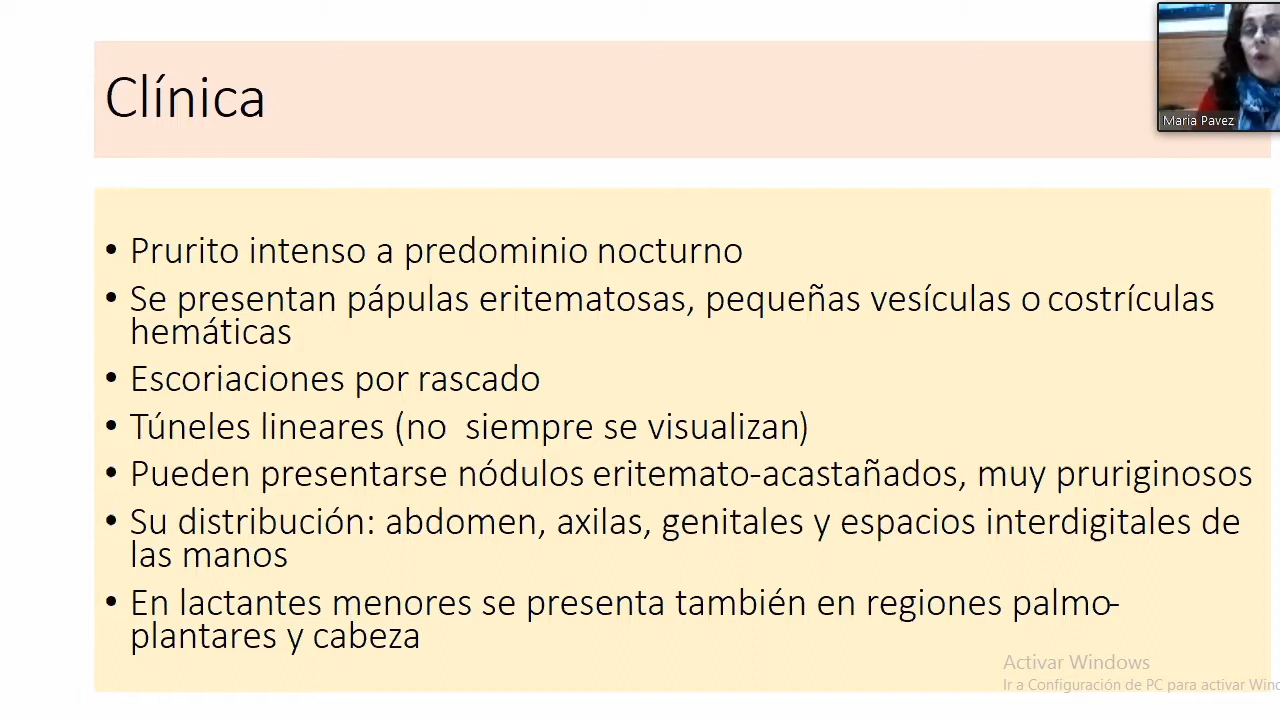 Clínica
Maria Pavez
• Prurito intenso a predominio nocturno
• Se presentan pápulas eritematosas, pequeñas vesículas o costrículas
hemáticas
• Escoriaciones por rascado
• Túneles lineares (no  siempre se visualizan)
• Pueden presentarse nódulos eritemato-acastañados, muy pruriginosos
• Su distribución: abdomen, axilas, genitales y espacios interdigitales de
las manos
• En lactantes menores se presenta también en regiones palmo-
plantares y cabeza
Activar Windows
Ir a Configuración de PC para activar Wind